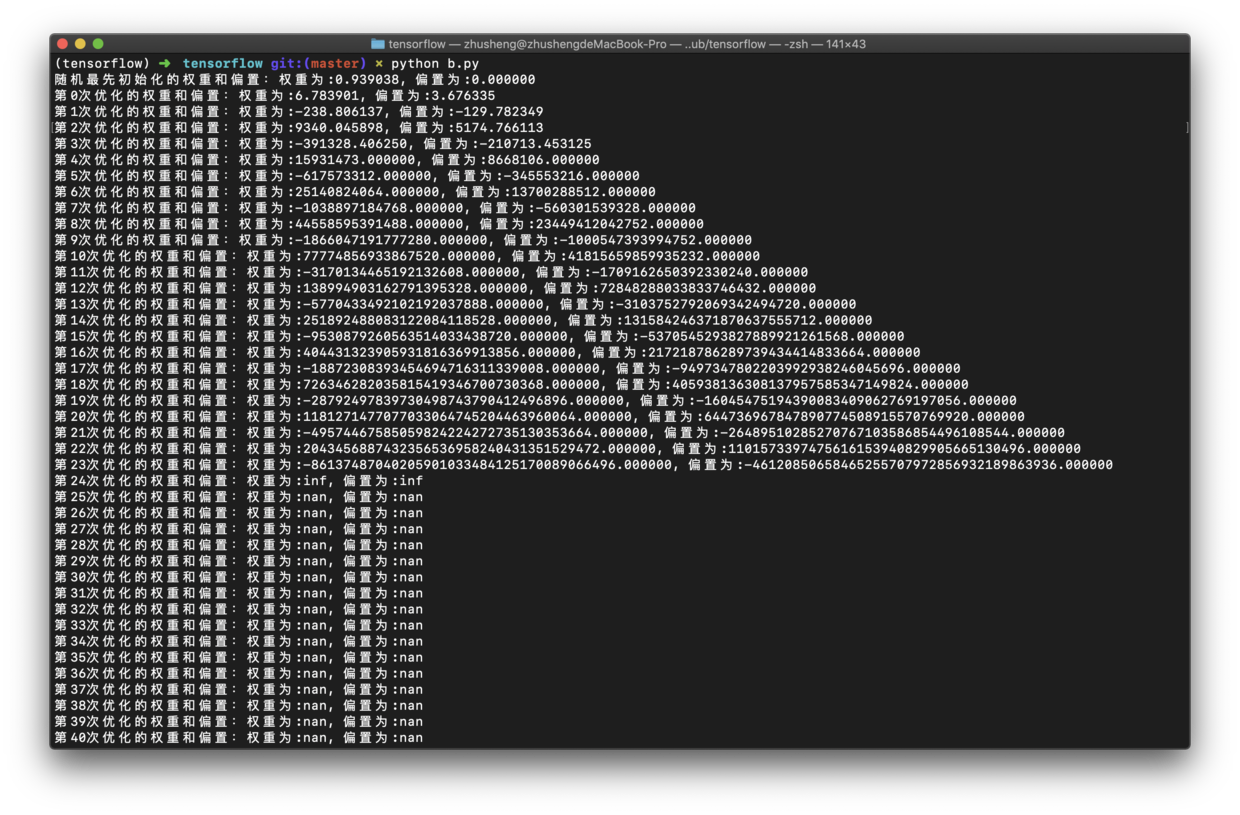 tensorflow — zhusheng@zhushengdeMacBook-Pro — ..ub/tensorflow — -zsh — 141×43
(tensorflow) ➜ tensorflow git:(master) ✗ python b.py
随机最先初始化的权重和偏置：权重为:0.939038, 偏置为:0.000000
第0次优化的权重和偏置：权重为:6.783901, 偏置为:3.676335
第1次优化的权重和偏置：权重为:-238.806137, 偏置为:-129.782349
第2次优化的权重和偏置：权重为:9340.045898, 偏置为:5174.766113
第3次优化的权重和偏置：权重为:-391328.406250, 偏置为:-210713.453125
第4次优化的权重和偏置：权重为:15931473.000000, 偏置为:8668106.000000
第5次优化的权重和偏置：权重为:-617573312.000000, 偏置为:-345553216.000000
第6次优化的权重和偏置：权重为:25140824064.000000, 偏置为:13700288512.000000
第7次优化的权重和偏置：权重为:-1038897184768.000000, 偏置为:-560301539328.000000
第8次优化的权重和偏置：权重为:44558595391488.000000, 偏置为:23449412042752.000000
第9次优化的权重和偏置：权重为:-1866047191777280.000000, 偏置为:-1000547393994752.000000
第10次优化的权重和偏置：权重为:77774856933867520.000000, 偏置为:41815659859935232.000000
第11次优化的权重和偏置：权重为:-3170134465192132608.000000, 偏置为:-1709162650392330240.000000
第12次优化的权重和偏置：权重为:138994903162791395328.000000, 偏置为:72848288033833746432.000000
第13次优化的权重和偏置：权重为:-5770433492102192037888.000000, 偏置为:-3103752792069342494720.000000
第14次优化的权重和偏置：权重为:251892488083122084118528.000000, 偏置为:131584246371870637555712.000000
第15次优化的权重和偏置：权重为:-9530879260563514033438720.000000, 偏置为:-5370545293827889921261568.000000
第16次优化的权重和偏置：权重为:404431323905931816369913856.000000, 偏置为:217218786289739434414833664.000000
第17次优化的权重和偏置：权重为:-18872308393454694716311339008.000000, 偏置为:-9497347802203992938246045696.000000
第18次优化的权重和偏置：权重为:726346282035815419346700730368.000000, 偏置为:405938136308137957585347149824.000000
第19次优化的权重和偏置：权重为:-28792497839730498743790412496896.000000, 偏置为:-16045475194390083409062769197056.000000
第20次优化的权重和偏置：权重为:1181271477077033064745204463960064.000000, 偏置为:644736967847890774508915570769920.000000
第21次优化的权重和偏置：权重为:-49574467585059824224272735130353664.000000, 偏置为:-26489510285270767103586854496108544.000000
第22次优化的权重和偏置：权重为:2043456887432356536958240431351529472.000000, 偏置为:1101573397475616153940829905665130496.000000
第23次优化的权重和偏置：权重为:-86137487040205901033484125170089066496.000000, 偏置为:-46120850658465255707972856932189863936.000000
第24次优化的权重和偏置：权重为:inf, 偏置为:inf
第25次优化的权重和偏置：权重为:nan, 偏置为:nan
第26次优化的权重和偏置：权重为:nan, 偏置为:nan
第27次优化的权重和偏置：权重为:nan, 偏置为:nan
第28次优化的权重和偏置：权重为:nan, 偏置为:nan
第29次优化的权重和偏置：权重为:nan, 偏置为:nan
第30次优化的权重和偏置：权重为:nan, 偏置为:nan
第31次优化的权重和偏置：权重为:nan, 偏置为:nan
第32次优化的权重和偏置：权重为:nan, 偏置为:nan
第33次优化的权重和偏置：权重为:nan, 偏置为:nan
第34次优化的权重和偏置：权重为:nan, 偏置为:nan
第35次优化的权重和偏置：权重为:nan, 偏置为:nan
第36次优化的权重和偏置：权重为:nan, 偏置为:nan
第37次优化的权重和偏置：权重为:nan, 偏置为:nan
第38次优化的权重和偏置：权重为:nan, 偏置为:nan
第39次优化的权重和偏置：权重为:nan, 偏置为:nan
第40次优化的权重和偏置：权重为:nan, 偏置为:nan